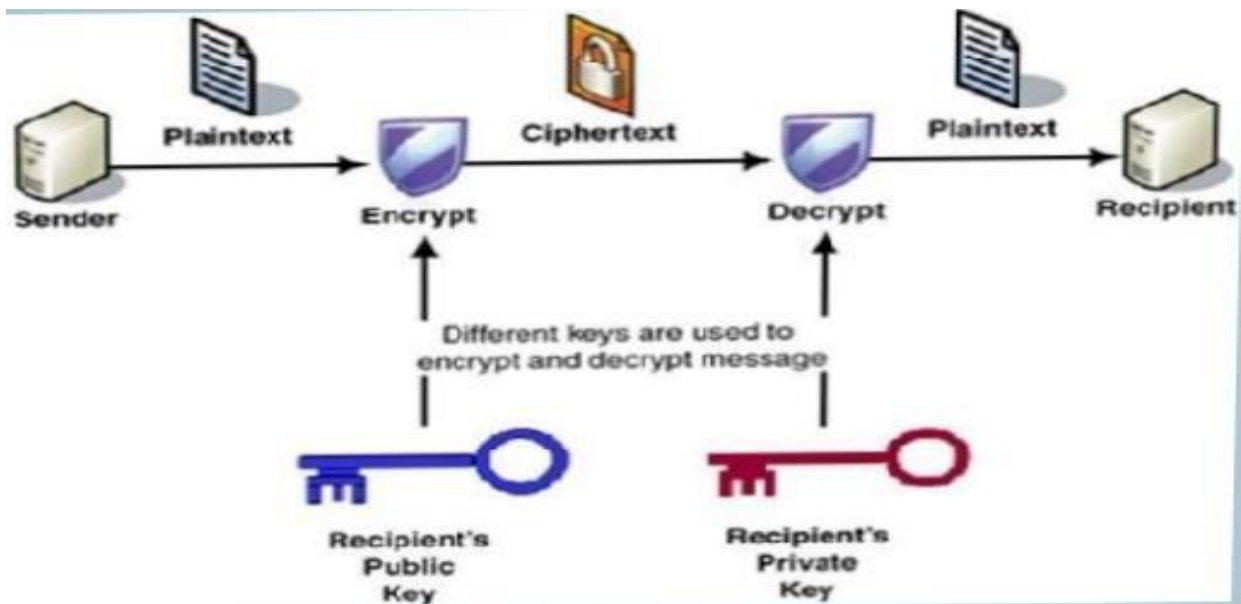 Plaintext
Ciphertext
Plaintext
Sender
Encrypt
Decrypt
Recipient
Different keys are used to
encrypt and decrypt message
Recipient's
Public
Key
Recipient's
Private
Key